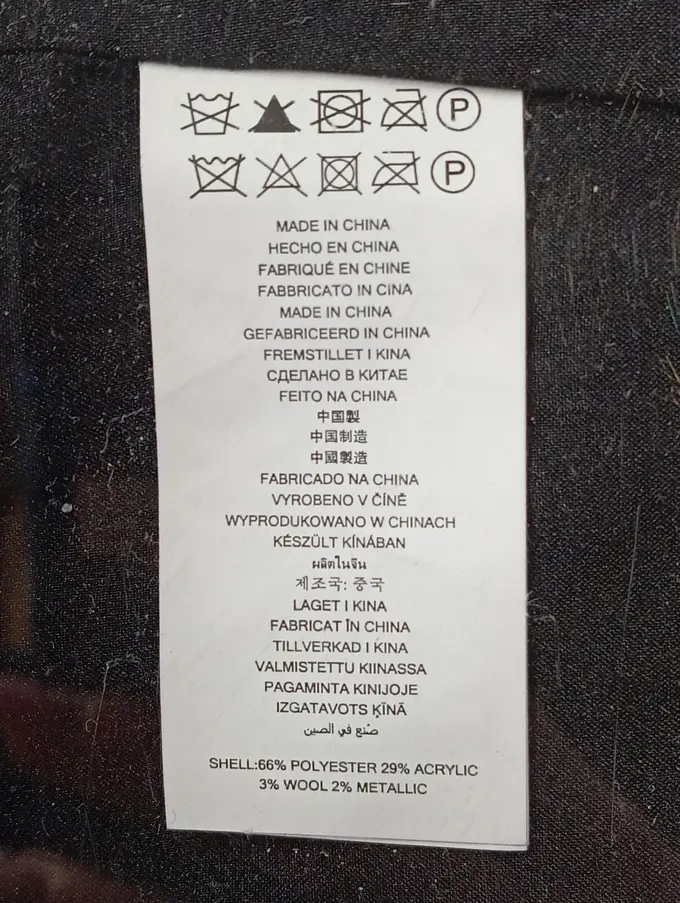 P
P
MADE IN CHINA
HECHO EN CHINA
FABRIQUÉ EN CHINE
FABBRICATO IN CINA
MADE IN CHINA
GEFABRICEERD IN CHINA
FREMSTILLET I KINA
СДЕЛАНО В КИТАЕ
FEITO NA CHINA
中国製
中国制造
中國製造
FABRICADO NA CHINA
VYROBENO V ČÍNĚ
WYPRODUKOWANO W CHINACH
KÉSZÜLT KÍNÁBAN
ผลิตในจีน
제조국: 중국
LAGET I KINA
FABRICAT ÎN CHINA
TILLVERKAD I KINA
VALMISTETTU KIINASSA
PAGAMINTA KINIJOJE
IZGATAVOTS ĶĪNĀ
صنع في الصين
SHELL:66% POLYESTER 29% ACRYLIC
3% WOOL 2% METALLIC